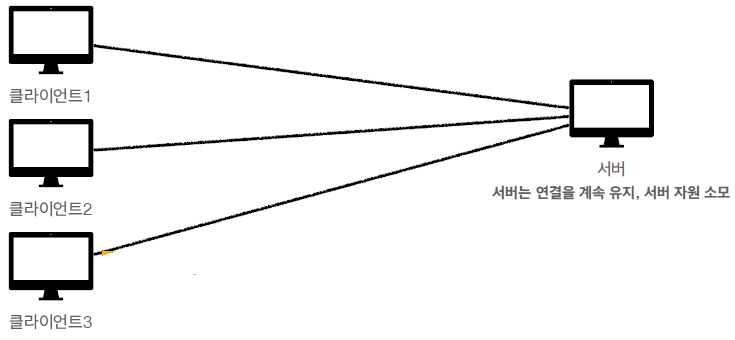 클라이언트1
클라이언트2
클라이언트3
서버
서버는 연결을 계속 유지, 서버 자원 소모